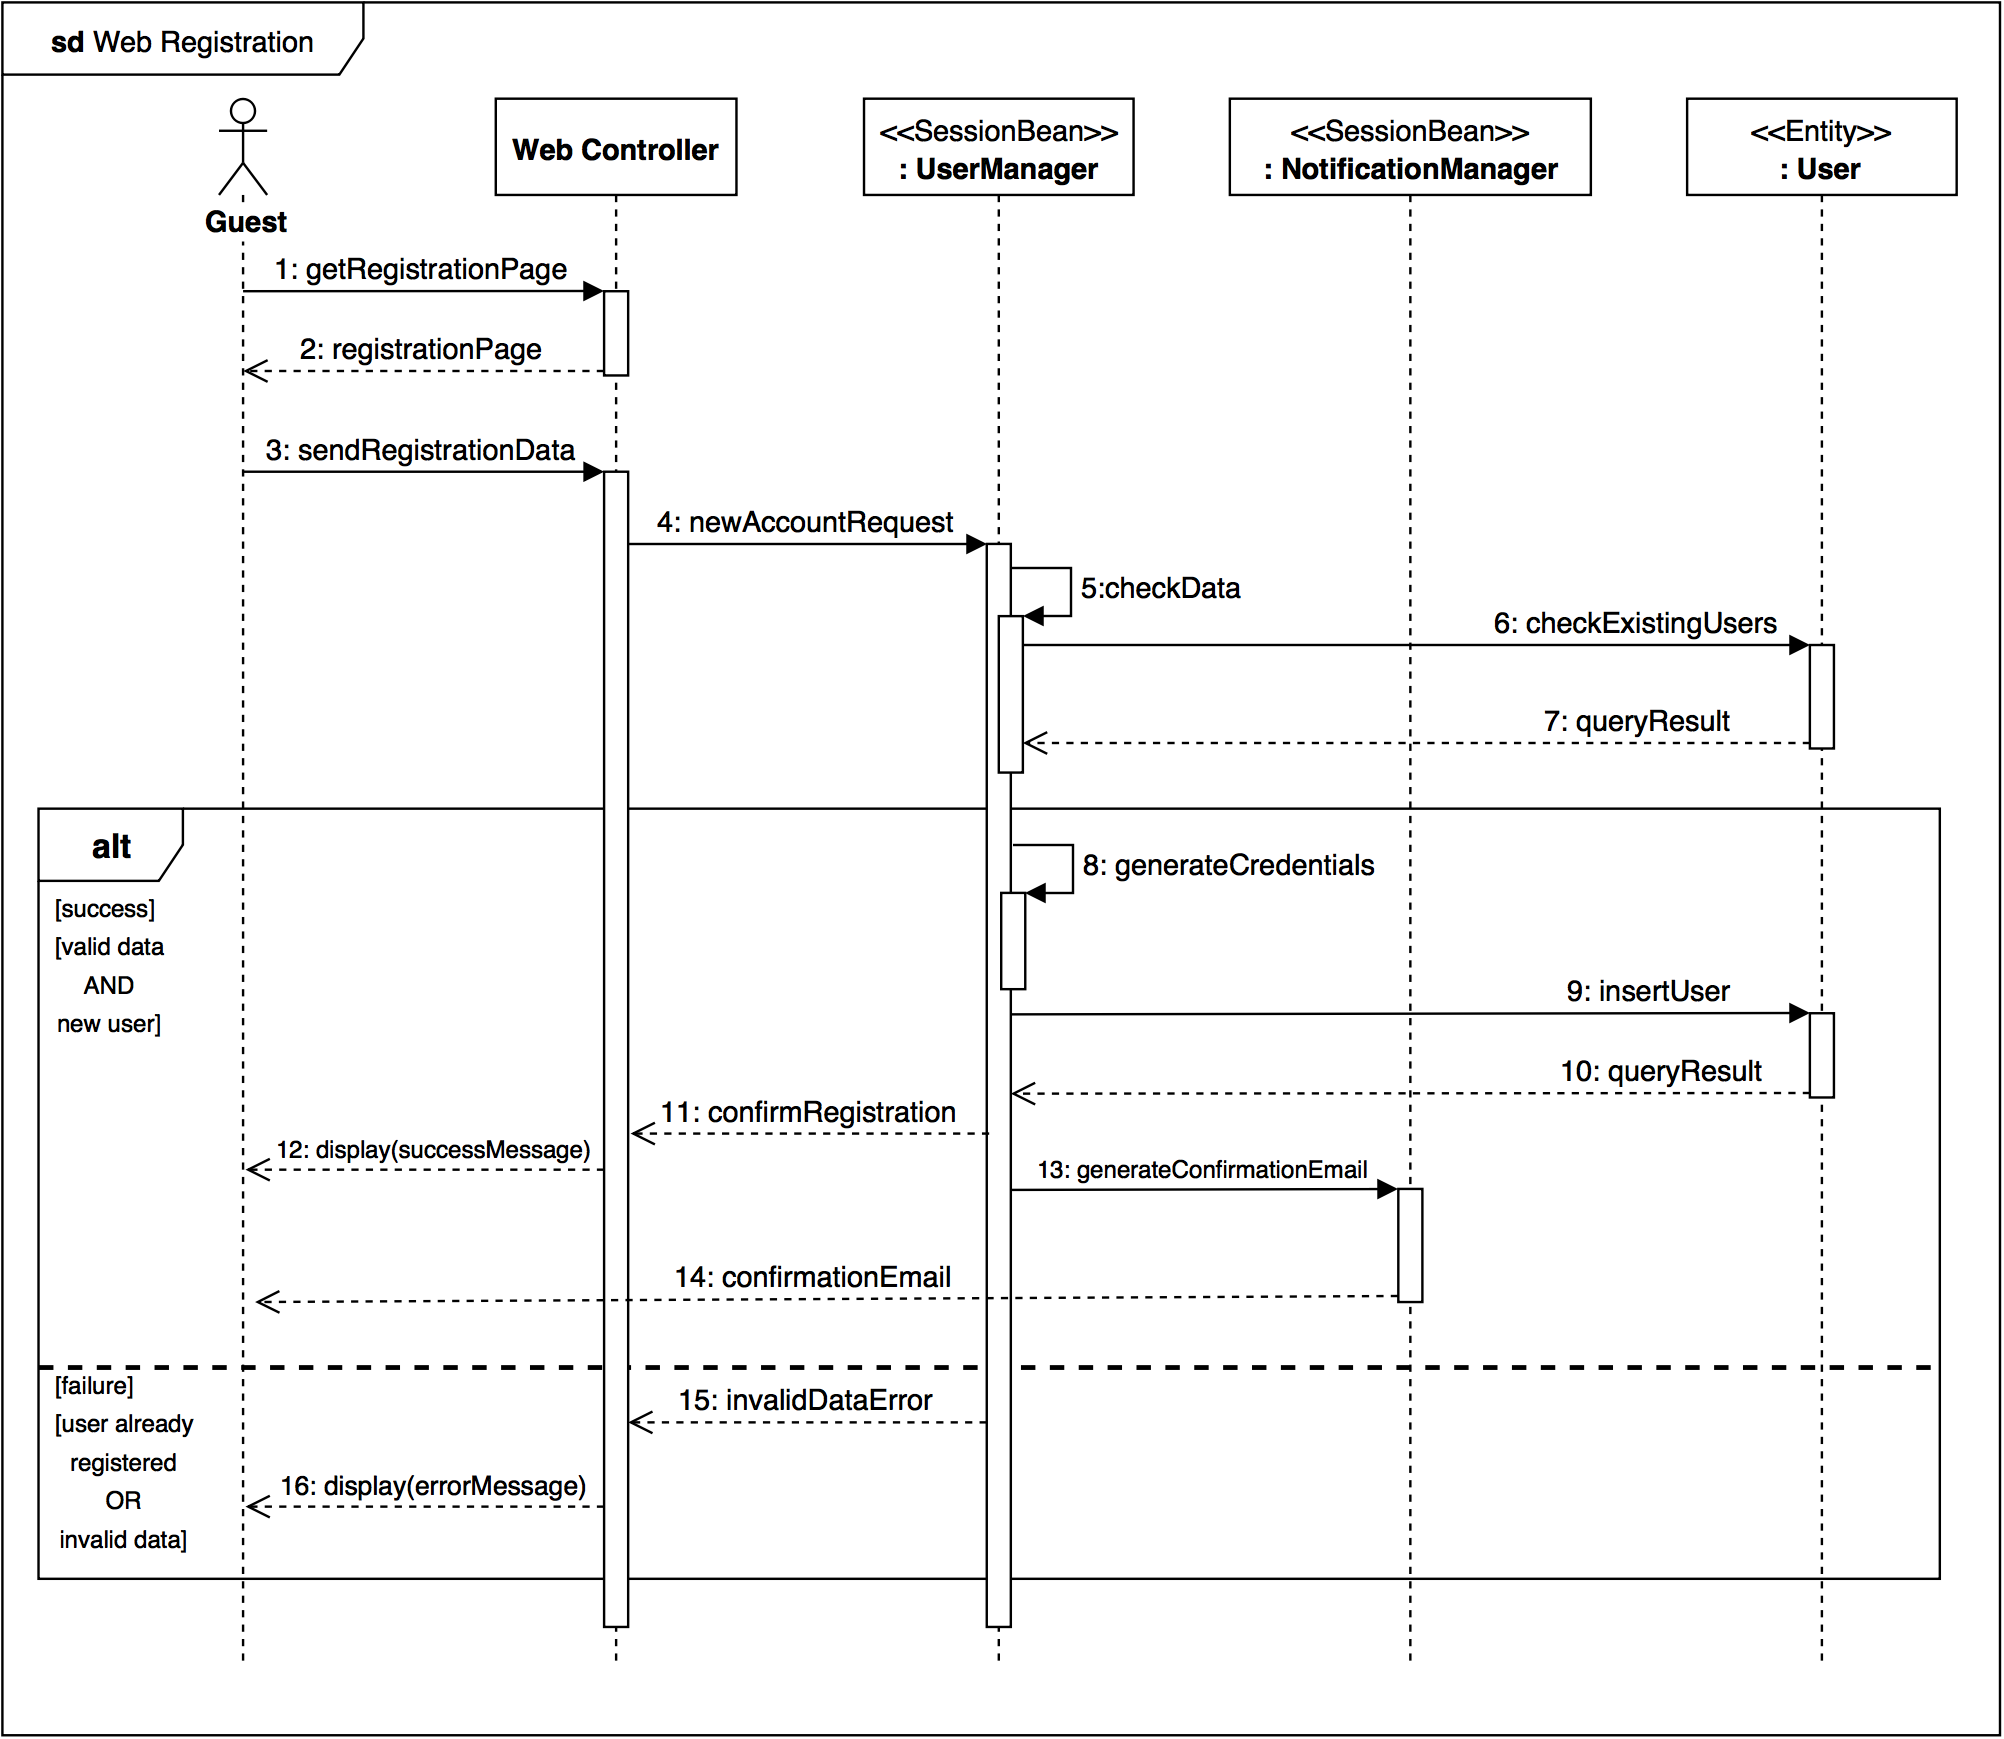 sd Web Registration
Guest
Web Controller
<<SessionBean>>
: UserManager
<<SessionBean>>
: NotificationManager
<<Entity>>
: User
1: getRegistrationPage
2: registrationPage
3: sendRegistrationData
4: newAccountRequest
5:checkData
6: checkExistingUsers
7: queryResult
alt
[success]
[valid data
AND
new user]
8: generateCredentials
9: insertUser
10: queryResult
11: confirmRegistration
12: display(successMessage)
13: generateConfirmationEmail
14: confirmationEmail
[failure]
[user already
registered
OR
invalid data]
15: invalidDataError
16: display(errorMessage)